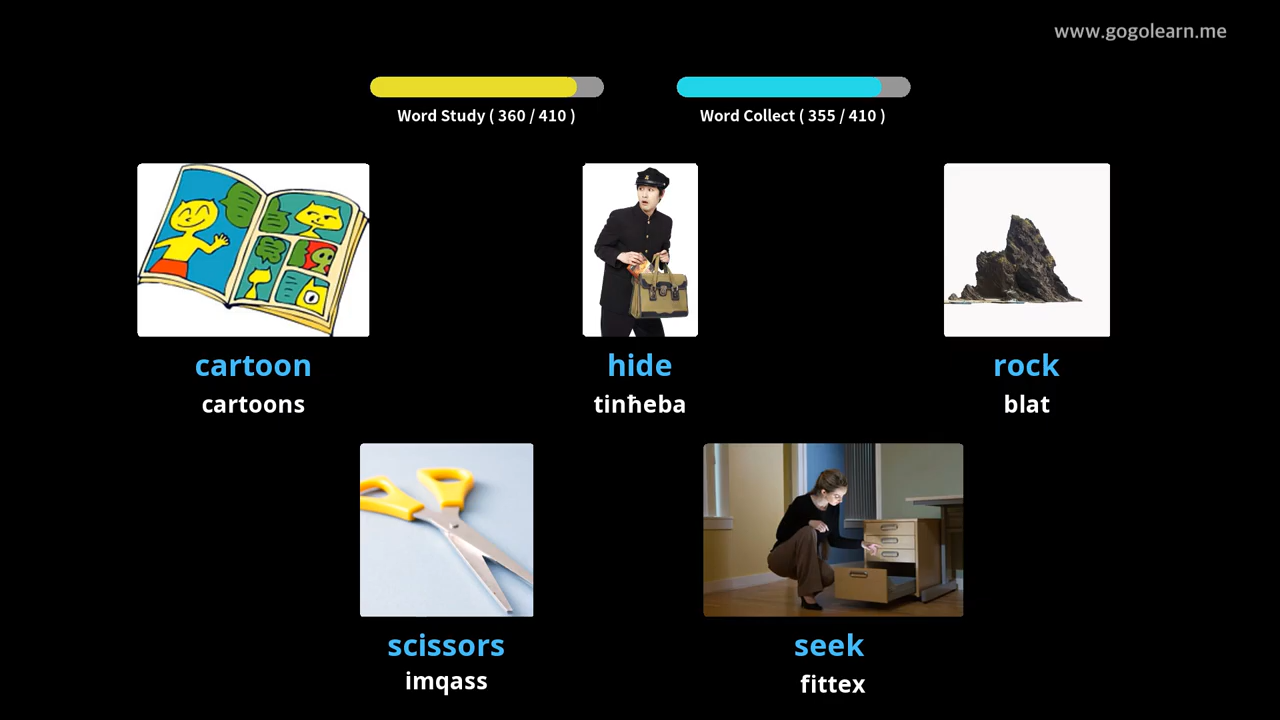 www.gogolearn.me
Word Study ( 360 / 410 )
Word Collect ( 355 / 410 )
cartoon
cartoons
hide
tinħeba
rock
blat
scissors
imqass
seek
fittex